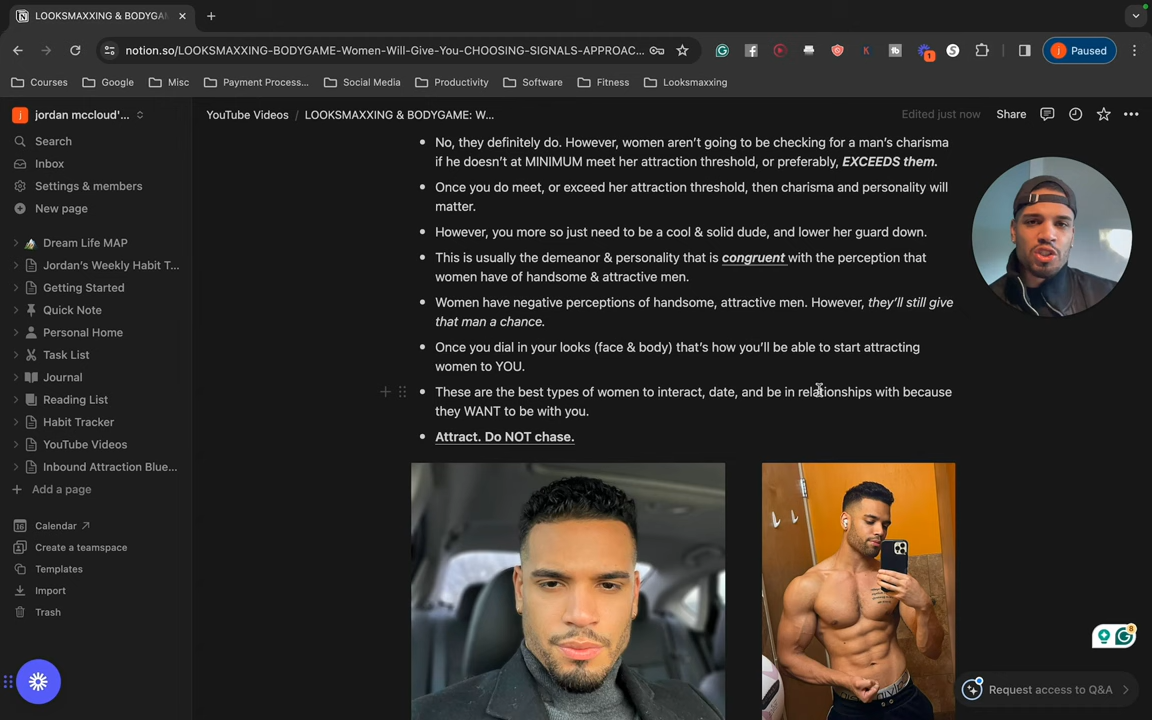 LOOKSMAXXING & BODYGA
notion.so/LOOKSMAXXING-BODYGAME-Women-Will-Give-You-CHOOSING-SIGNALS-APPROAC...
Paused
Courses Google Misc Payment Process... Social Media Productivity Software Fitness Looksmaxxing
jordan mccloud'...
YouTube Videos / LOOKSMAXXING & BODYGAME: W...
Edited just now Share
Search
Inbox
Settings & members
New page
Dream Life MAP
Jordan's Weekly Habit T...
Getting Started
Quick Note
Personal Home
Task List
Journal
Reading List
Habit Tracker
YouTube Videos
Inbound Attraction Blue...
Add a page
16 Calendar ↗
Create a teamspace
Templates
Import
Trash
• No, they definitely do. However, women aren't going to be checking for a man's charisma
if he doesn't at MINIMUM meet her attraction threshold, or preferably, EXCEEDS them.
• Once you do meet, or exceed her attraction threshold, then charisma and personality will
matter.
• However, you more so just need to be a cool & solid dude, and lower her guard down.
• This is usually the demeanor & personality that is congruent with the perception that
women have of handsome & attractive men.
• Women have negative perceptions of handsome, attractive men. However, they'll still give
that man a chance.
• Once you dial in your looks (face & body) that's how you'll be able to start attracting
women to YOU.
• These are the best types of women to interact, date, and be in relationships with because
they WANT to be with you.
• Attract. Do NOT chase.
Request access to Q&A